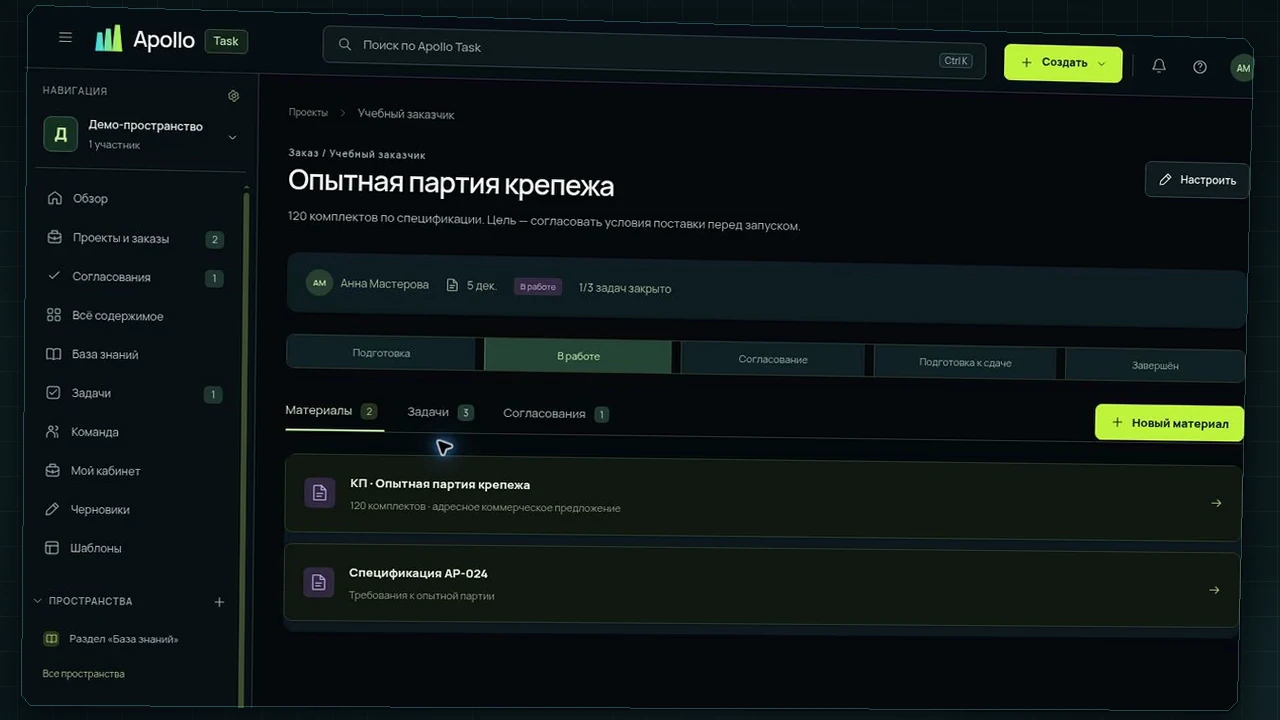 Apollo Task
Поиск по Apollo Task
Ctrl K
+ Создать
AM
НАВИГАЦИЯ
Д
Демо-пространство
1 участник
Обзор
Проекты и заказы 2
Согласования 1
Всё содержимое
База знаний
Задачи 1
Команда
Мой кабинет
Черновики
Шаблоны
ПРОСТРАНСТВА +
Раздел «База знаний»
Все пространства
Проекты > Учебный заказчик
Заказ / Учебный заказчик
Опытная партия крепежа
120 комплектов по спецификации. Цель — согласовать условия поставки перед запуском.
Настроить
AM Анна Мастерова 5 дек. В работе 1/3 задач закрыто
Подготовка В работе Согласование Подготовка к сдаче Завершён
Материалы 2 Задачи 3 Согласования 1
+ Новый материал
КП · Опытная партия крепежа
120 комплектов · адресное коммерческое предложение
→
Спецификация AP-024
Требования к опытной партии
→